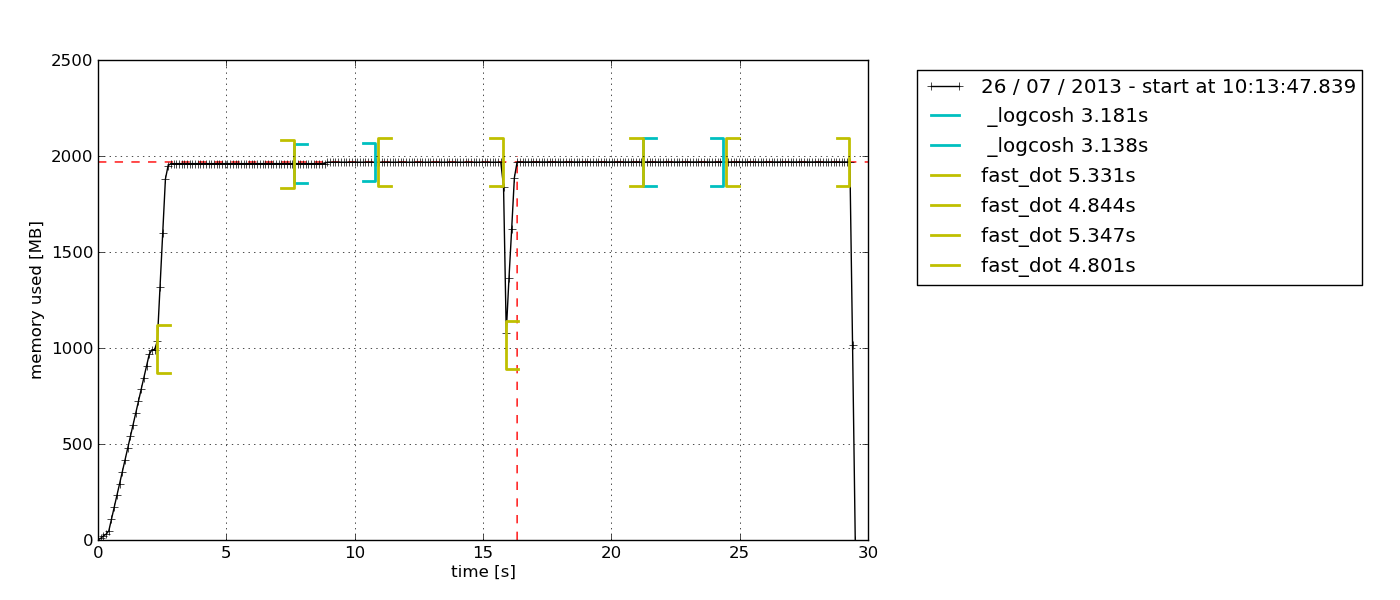 2500
2000
1500
1000
500
0
memory used [MB]
0 5 10 15 20 25 30
time [s]
26 / 07 / 2013 - start at 10:13:47.839
_logcosh 3.181s
_logcosh 3.138s
fast_dot 5.331s
fast_dot 4.844s
fast_dot 5.347s
fast_dot 4.801s